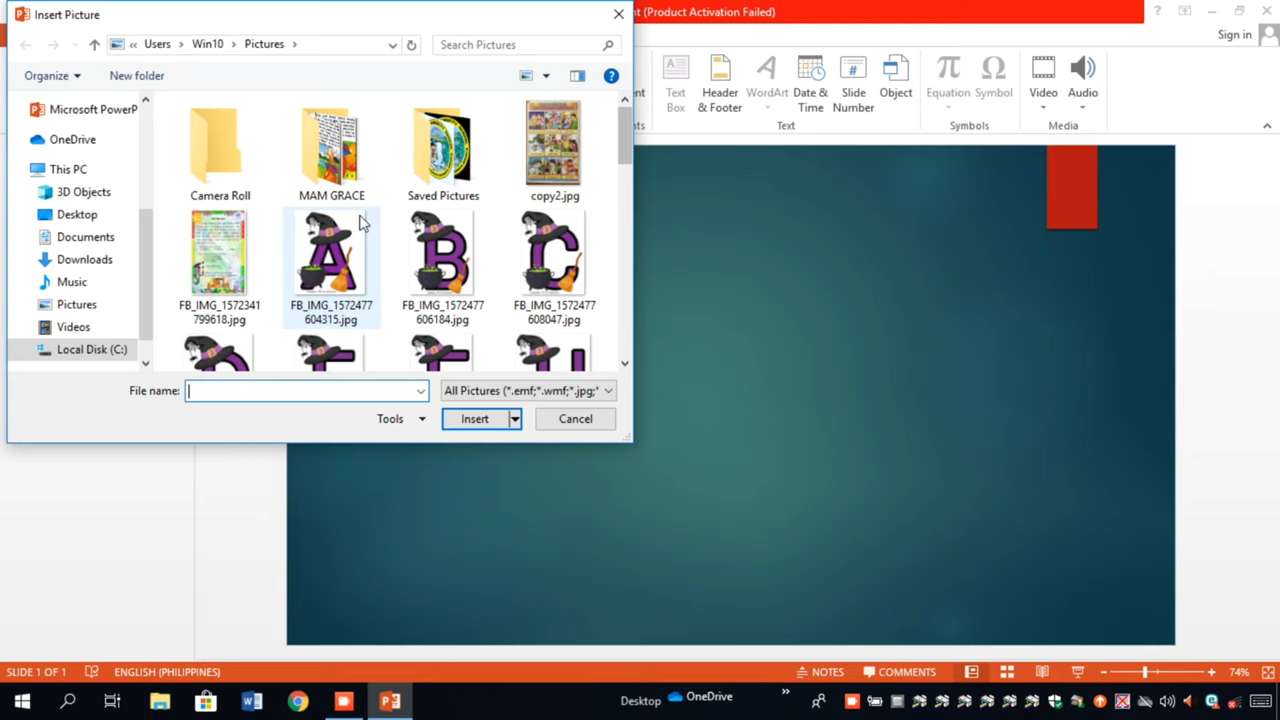 Insert Picture
nt (Product Activation Failed)
Sign in
Users
Win10
Pictures
Search Pictures
Organize
New folder
Text
Box
Header
& Footer
WordArt
Date &
Time
Slide
Number
Object
Equation
Symbol
Video
Audio
nts
Text
Symbols
Media
Microsoft PowerP
OneDrive
This PC
3D Objects
Desktop
Documents
Downloads
Music
Pictures
Videos
Local Disk (C:)
Camera Roll
MAM GRACE
Saved Pictures
copy2.jpg
A
B
C
FB_IMG_1572341
799618.jpg
FB_IMG_1572477
604315.jpg
FB_IMG_1572477
606184.jpg
FB_IMG_1572477
608047.jpg
File name:
All Pictures (*.emf;*.wmf;*.jpg;*
Tools
Insert
Cancel
SLIDE 1 OF 1
ENGLISH (PHILIPPINES)
NOTES
COMMENTS
74%
Desktop
OneDrive